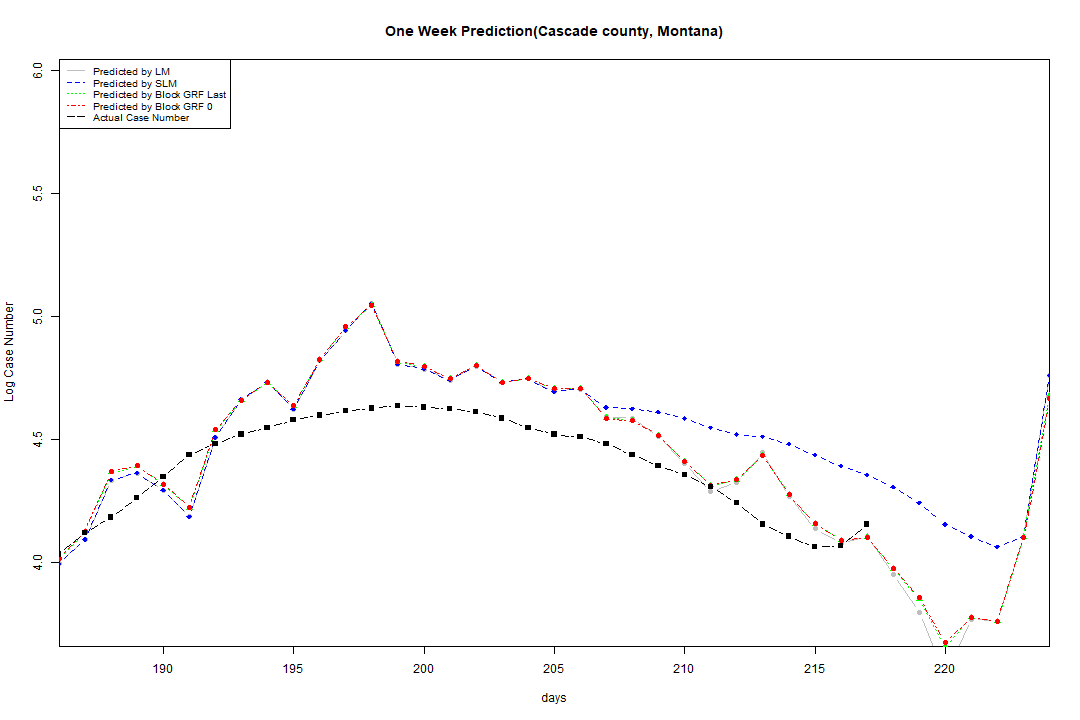 One Week Prediction(Cascade county, Montana)
Predicted by LM
Predicted by SLM
Predicted by Block GRF Last
Predicted by Block GRF 0
Actual Case Number
Log Case Number
6.0
5.5
5.0
4.5
4.0
190 195 200 205 210 215 220
days